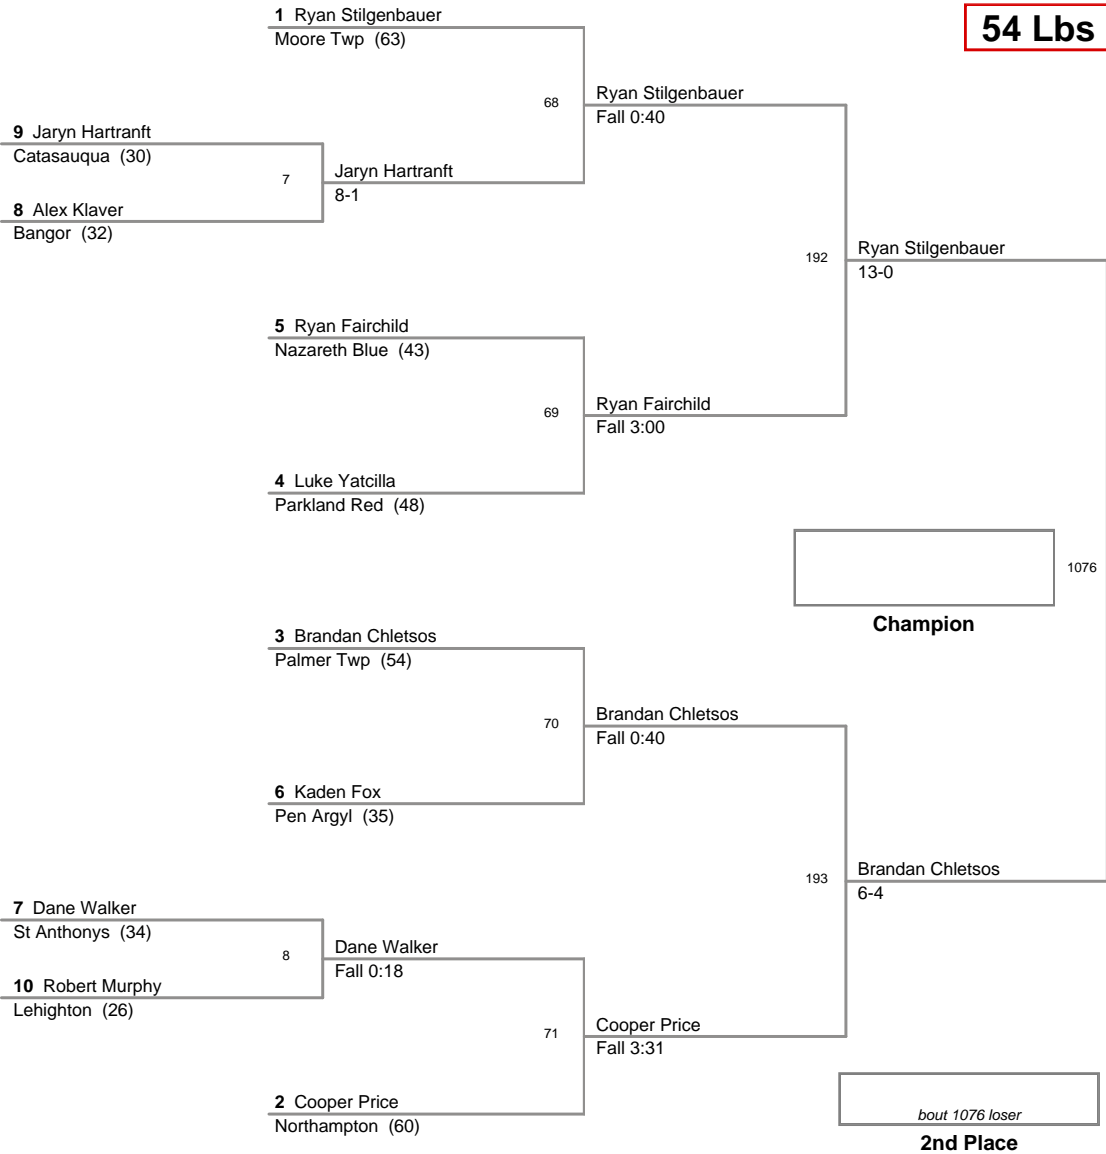 1 Ryan Stilgenbauer
54 Lbs
Moore Twp (63)
68
Ryan Stilgenbauer
Fall 0:40
9 Jaryn Hartranft
Catasauqua (30)
7
Jaryn Hartranft
8-1
8 Alex Klaver
Bangor (32)
192
Ryan Stilgenbauer
13-0
5 Ryan Fairchild
Nazareth Blue (43)
69
Ryan Fairchild
Fall 3:00
4 Luke Yatcilla
Parkland Red (48)
1076
Champion
3 Brandan Chletsos
Palmer Twp (54)
70
Brandan Chletsos
Fall 0:40
6 Kaden Fox
Pen Argyl (35)
193
Brandan Chletsos
6-4
7 Dane Walker
St Anthonys (34)
8
Dane Walker
Fall 0:18
10 Robert Murphy
Lehighton (26)
71
Cooper Price
Fall 3:31
2 Cooper Price
Northampton (60)
bout 1076 loser
2nd Place